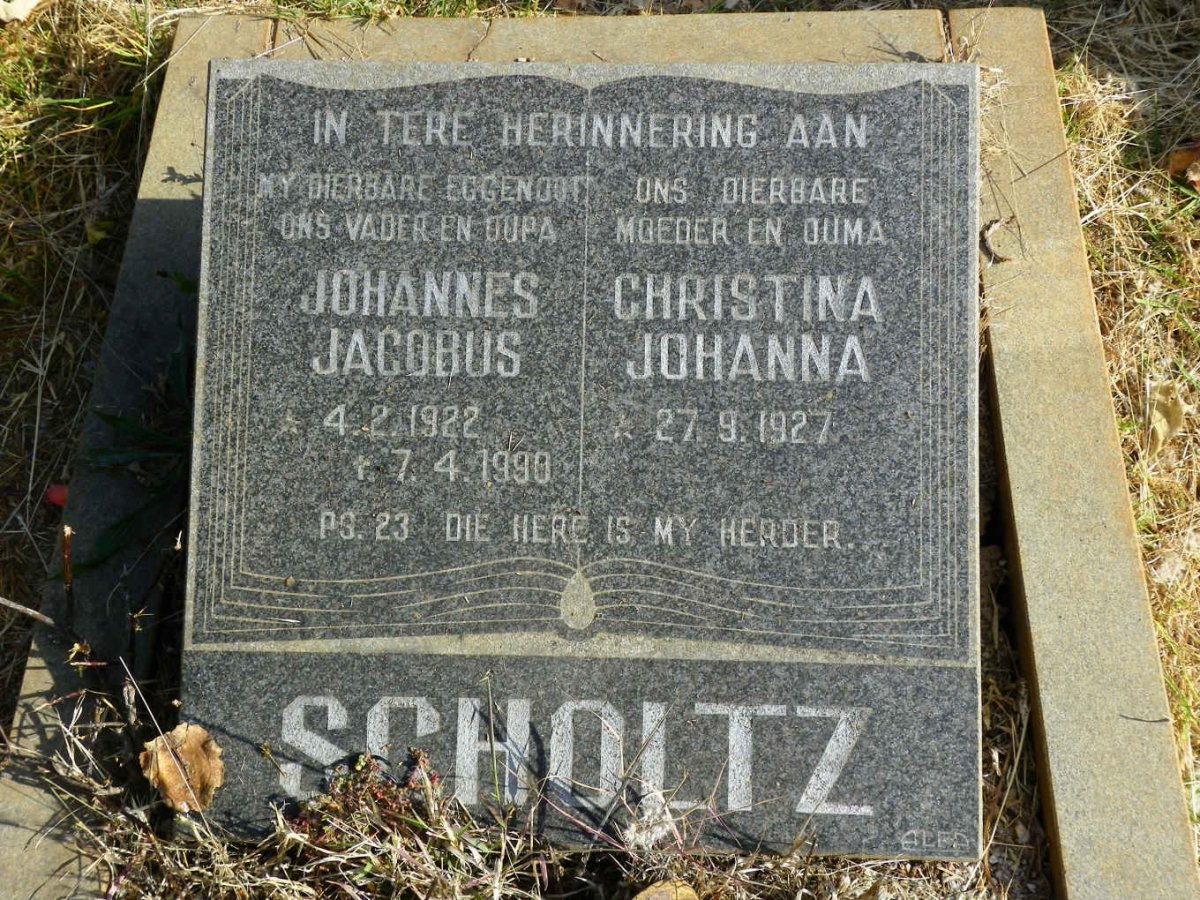 IN TERE HERINNERING AAN
MY DIERBARE EGGENOOT
ONS VADER EN OUPA
JOHANNES
JACOBUS
* 4.2.1922
†. 7.4.1990
ONS DIERBARE
MOEDER EN OUMA
CHRISTINA
JOHANNA
* 27.9.1927
PS. 23 DIE HERE IS MY HERDER.
SCHOLTZ